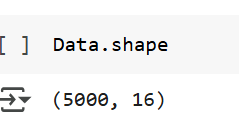 [ ] Data.shape
(5000, 16)